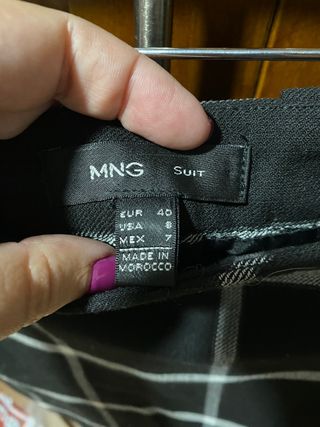 MNG SUIT
EUR 40
USA 8
MEX 7
MADE IN
MOROCCO